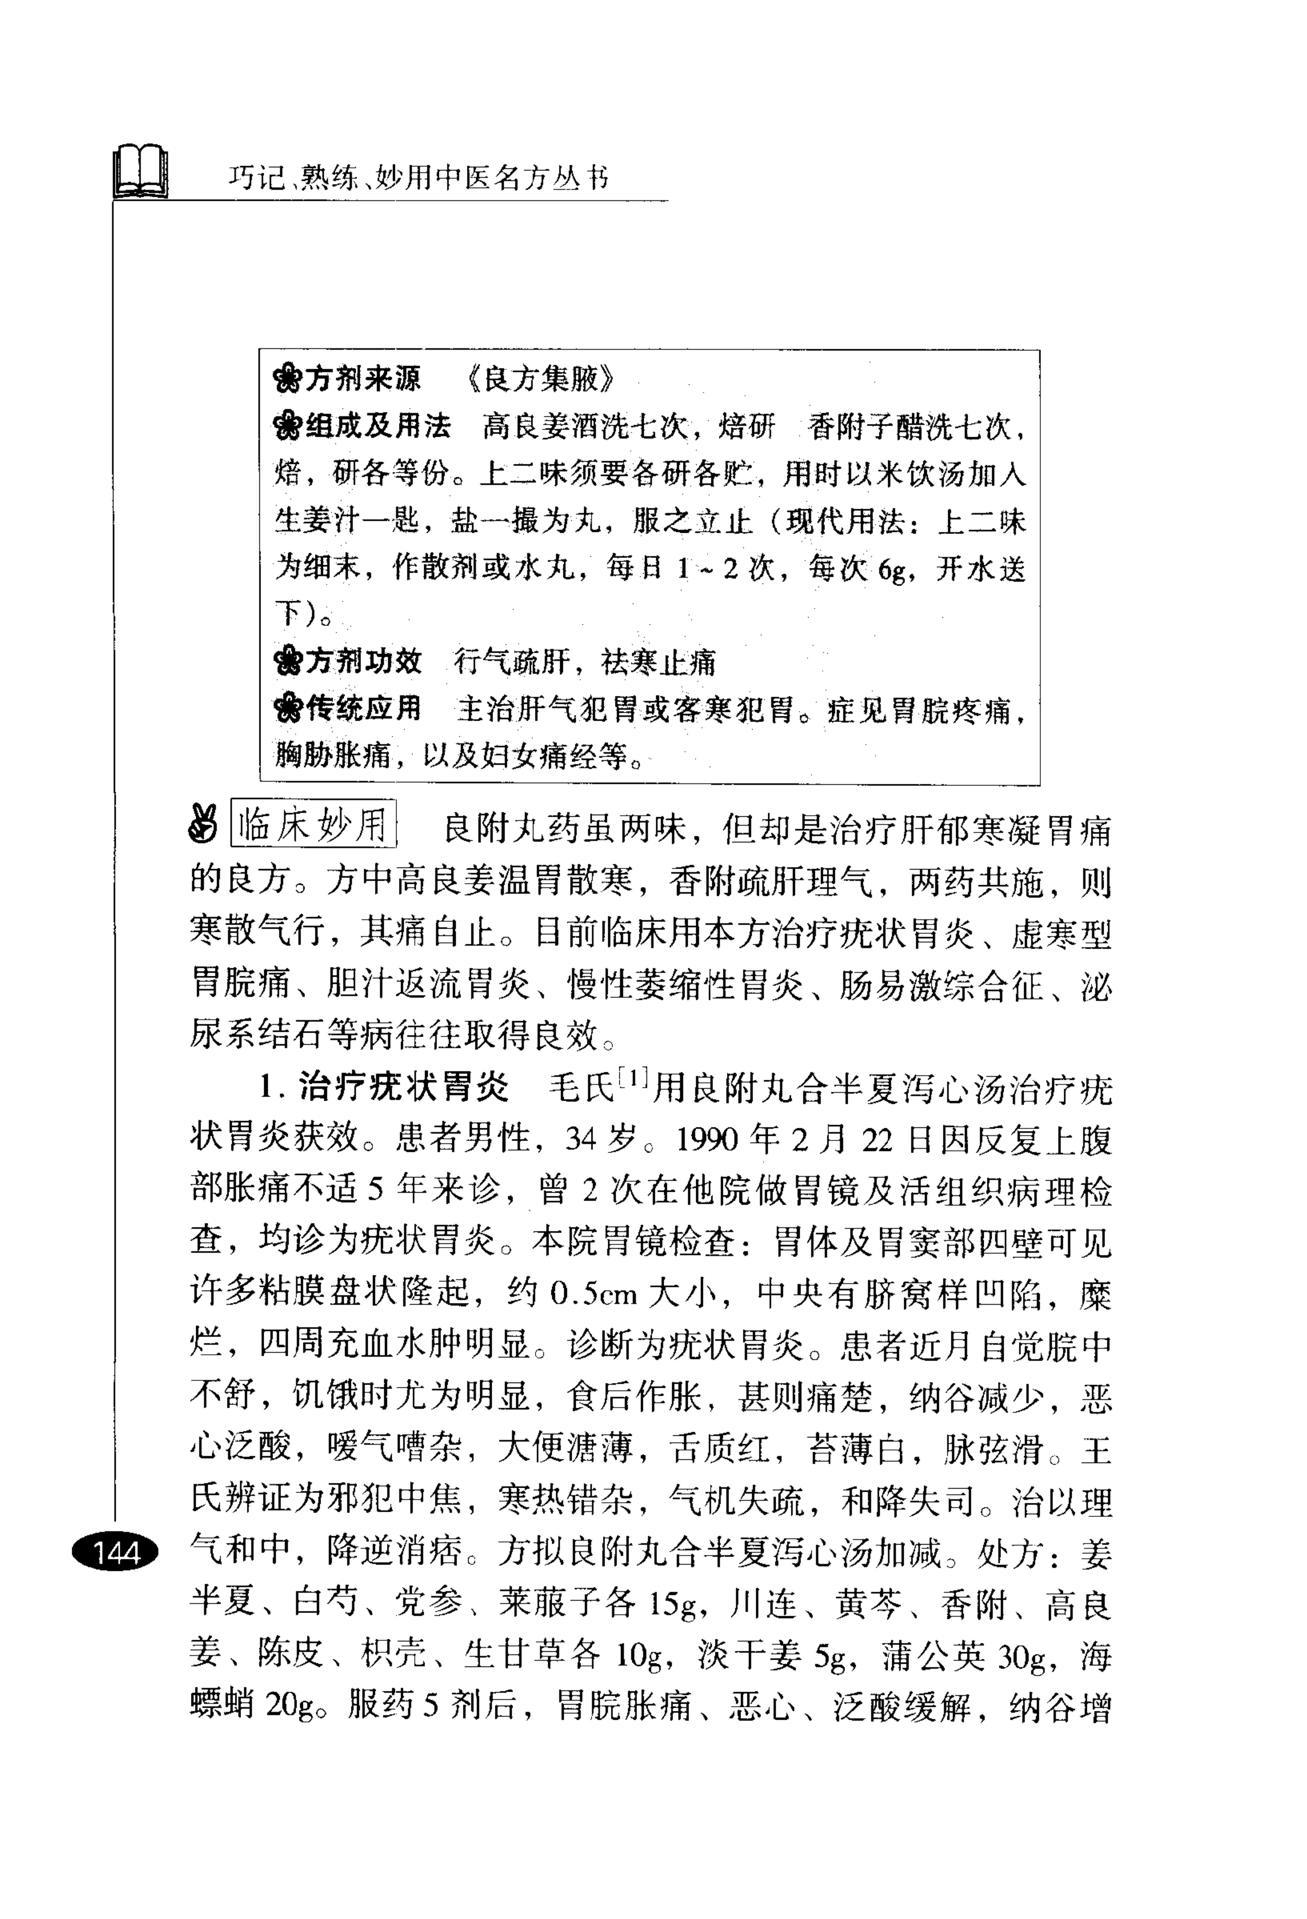 巧记、熟练、妙用中医名方丛书
方剂来源 《良方集腋》
组成及用法 高良姜酒洗七次，焙研 香附子醋洗七次，
焙，研各等份。上二味须要各研各贮，用时以米饮汤加入
生姜汁一匙，盐一撮为丸，服之立止（现代用法：上二味
为细末，作散剂或水丸，每日 1～2 次，每次 6g，开水送
下）。
方剂功效 行气疏肝，祛寒止痛
传统应用 主治肝气犯胃或客寒犯胃。症见胃脘疼痛，
胸胁胀痛，以及妇女痛经等。
临床妙用 良附丸药虽两味，但却是治疗肝郁寒凝胃痛
的良方。方中高良姜温胃散寒，香附疏肝理气，两药共施，则
寒散气行，其痛自止。目前临床用本方治疗疣状胃炎、虚寒型
胃脘痛、胆汁返流胃炎、慢性萎缩性胃炎、肠易激综合征、泌
尿系结石等病往往取得良效。
1. 治疗疣状胃炎 毛氏[1]用良附丸合半夏泻心汤治疗疣
状胃炎获效。患者男性，34 岁。1990 年 2 月 22 日因反复上腹
部胀痛不适 5 年来诊，曾 2 次在他院做胃镜及活组织病理检
查，均诊为疣状胃炎。本院胃镜检查：胃体及胃窦部四壁可见
许多粘膜盘状隆起，约 0.5cm 大小，中央有脐窝样凹陷，糜
烂，四周充血水肿明显。诊断为疣状胃炎。患者近月自觉脘中
不舒，饥饿时尤为明显，食后作胀，甚则痛楚，纳谷减少，恶
心泛酸，嗳气嘈杂，大便溏薄，舌质红，苔薄白，脉弦滑。王
氏辨证为邪犯中焦，寒热错杂，气机失疏，和降失司。治以理
气和中，降逆消痞。方拟良附丸合半夏泻心汤加减。处方：姜
半夏、白芍、党参、莱菔子各 15g，川连、黄芩、香附、高良
姜、陈皮、枳壳、生甘草各 10g，淡干姜 5g，蒲公英 30g，海
螵蛸 20g。服药 5 剂后，胃脘胀痛、恶心、泛酸缓解，纳谷增
144